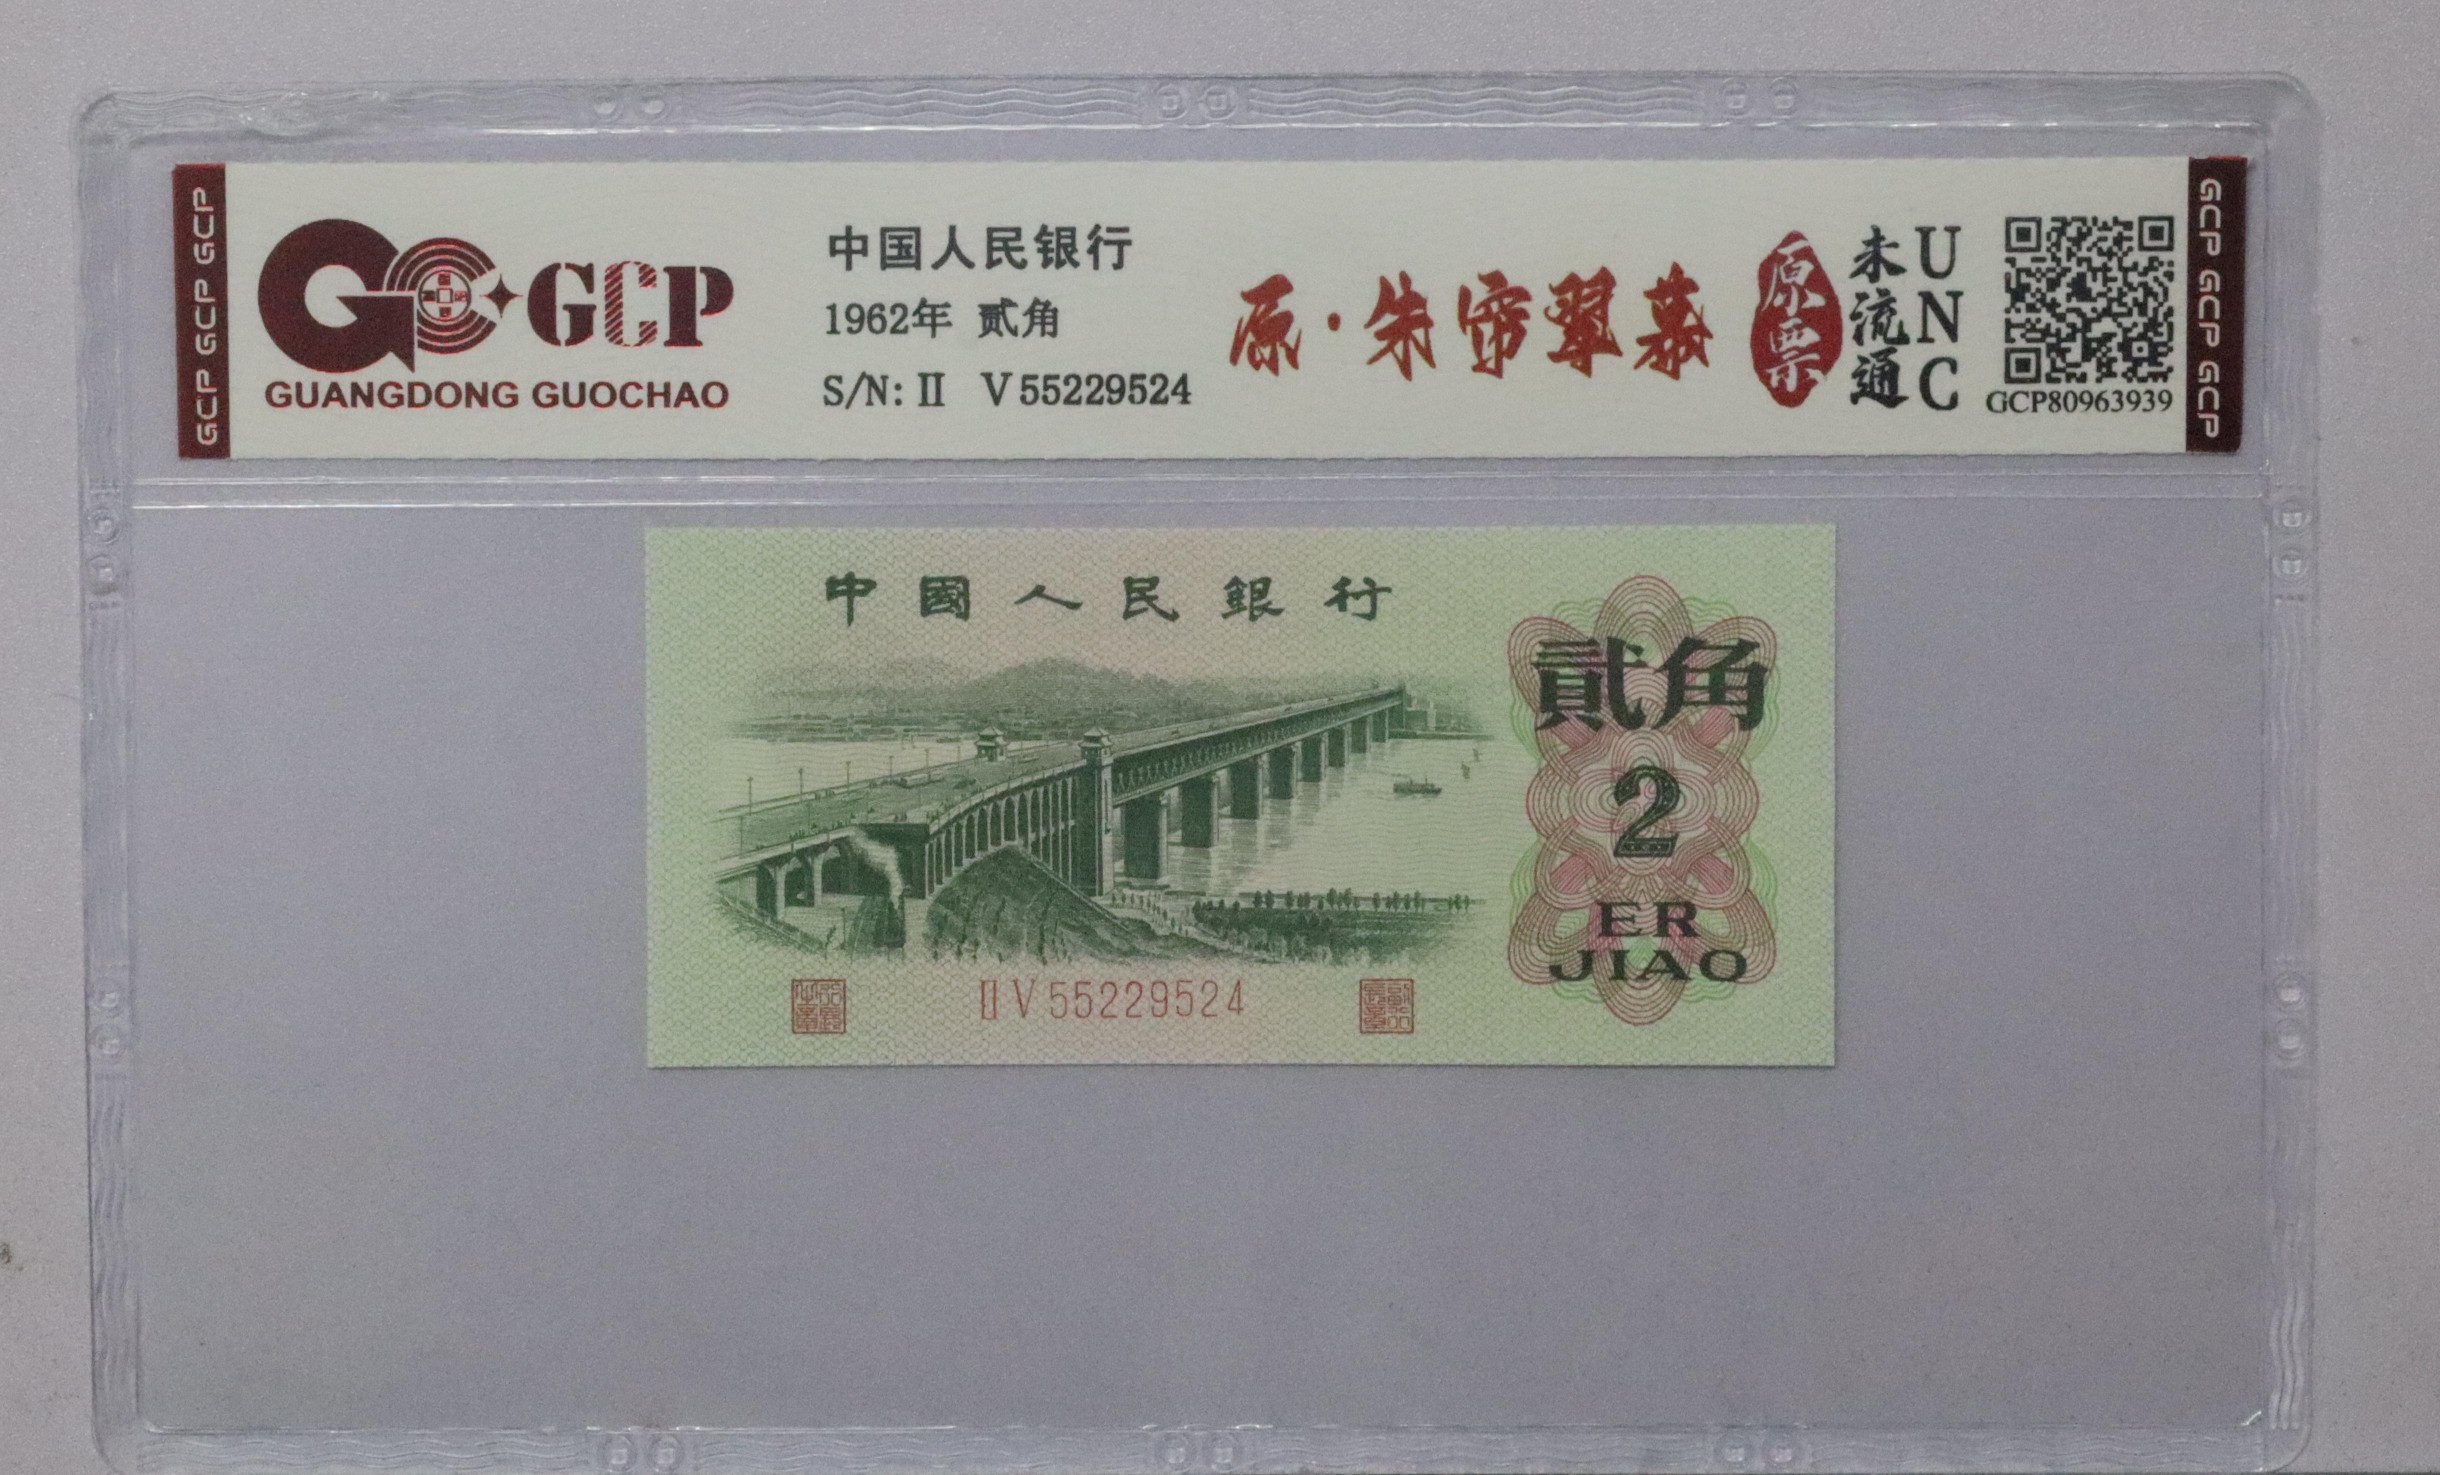 GCP GCP GCP
GCP
GUANGDONG GUOCHAO
中国人民银行
1962年 贰角
S/N: II V 55229524
原·朱帘翠幕
原票
未流通
UNC
GCP80963939
GCP GCP GCP
中國人民銀行
貳角
2
ER
JIAO
II V 55229524